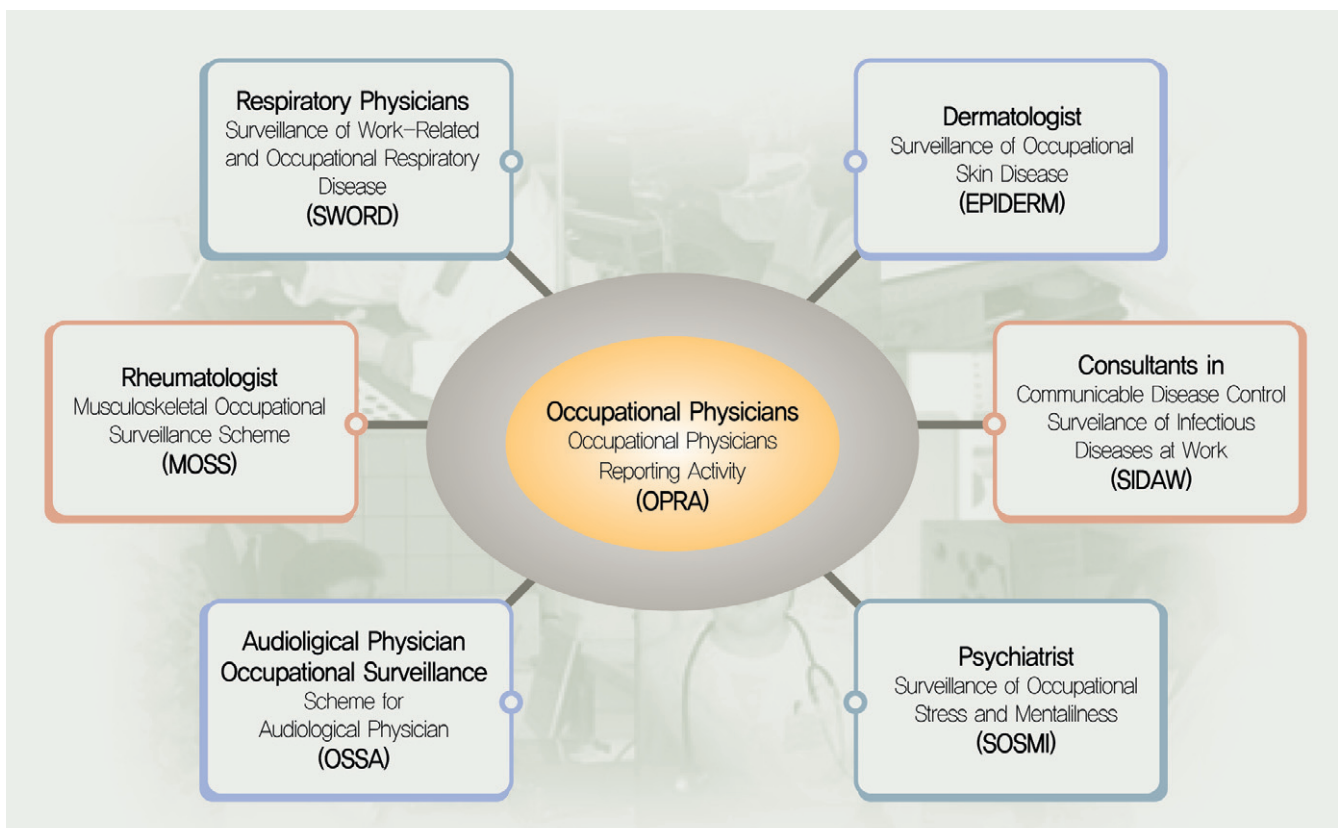 Respiratory Physicians
Surveillance of Work-Related
and Occupational Respiratory
Disease
(SWORD)
Dermatologist
Surveillance of Occupational
Skin Disease
(EPIDERM)
Rheumatologist
Musculoskeletal Occupational
Surveillance Scheme
(MOSS)
Occupational Physicians
Occupational Physicians
Reporting Activity
(OPRA)
Consultants in
Communicable Disease Control
Surveilance of Infectious
Diseases at Work
(SIDAW)
Audioligical Physician
Occupational Surveillance
Scheme for
Audiological Physician
(OSSA)
Psychiatrist
Surveillance of Occupational
Stress and Mentalilness
(SOSMI)